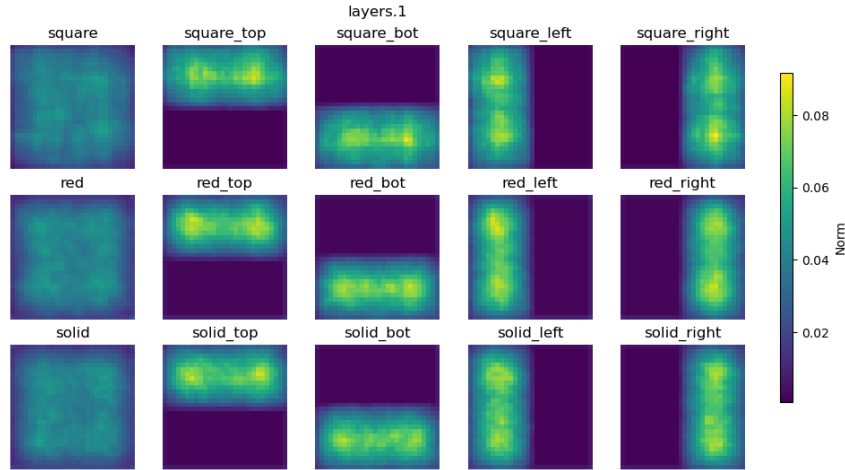 layers.1
square square_top square_bot square_left square_right
red red_top red_bot red_left red_right
solid solid_top solid_bot solid_left solid_right
0.08
0.06
0.04
0.02
Norm